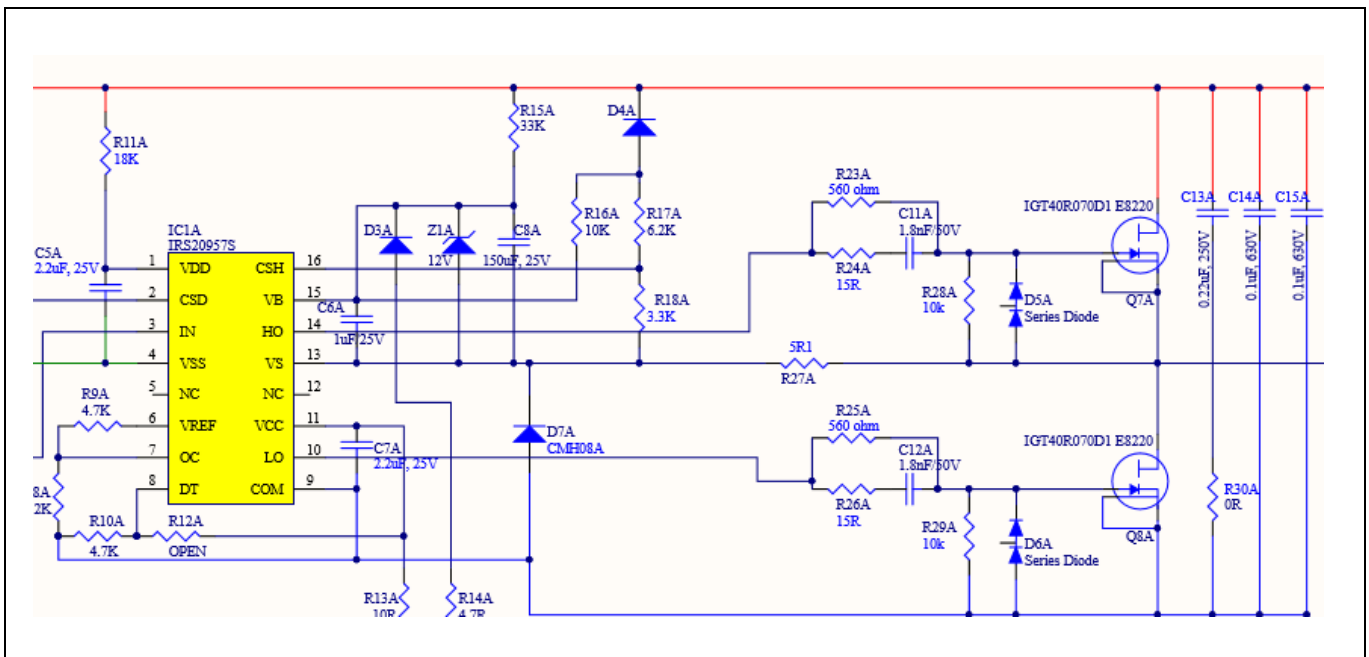 R11A
18K
R15A
33K
D4A
R23A
560 ohm
R16A
10K
R17A
6.2K
C11A
1.8nF/50V
IGT40R070D1 E8220
C13A
C14A
C15A
0.22uF, 250V
0.1uF, 630V
0.1uF, 630V
IC1A
IRS20957S
D3A
Z1A
12V
C8A
150uF, 25V
C5A
2.2uF, 25V
R24A
15R
R28A
10k
D5A
Series Diode
Q7A
1
VDD
CSH
16
2
CSD
VB
15
C6A
1uF/25V
R18A
3.3K
3
IN
HO
14
4
VSS
VS
13
5R1
R27A
5
NC
NC
12
R9A
4.7K
6
VREF
VCC
11
7
OC
LO
10
8
DT
COM
9
C7A
2.2uF, 25V
D7A
CMH08A
R25A
560 ohm
C12A
1.8nF/50V
IGT40R070D1 E8220
R26A
15R
R29A
10k
D6A
Series Diode
Q8A
R30A
0R
8A
2K
R10A
4.7K
R12A
OPEN
R13A
10R
R14A
4.7R